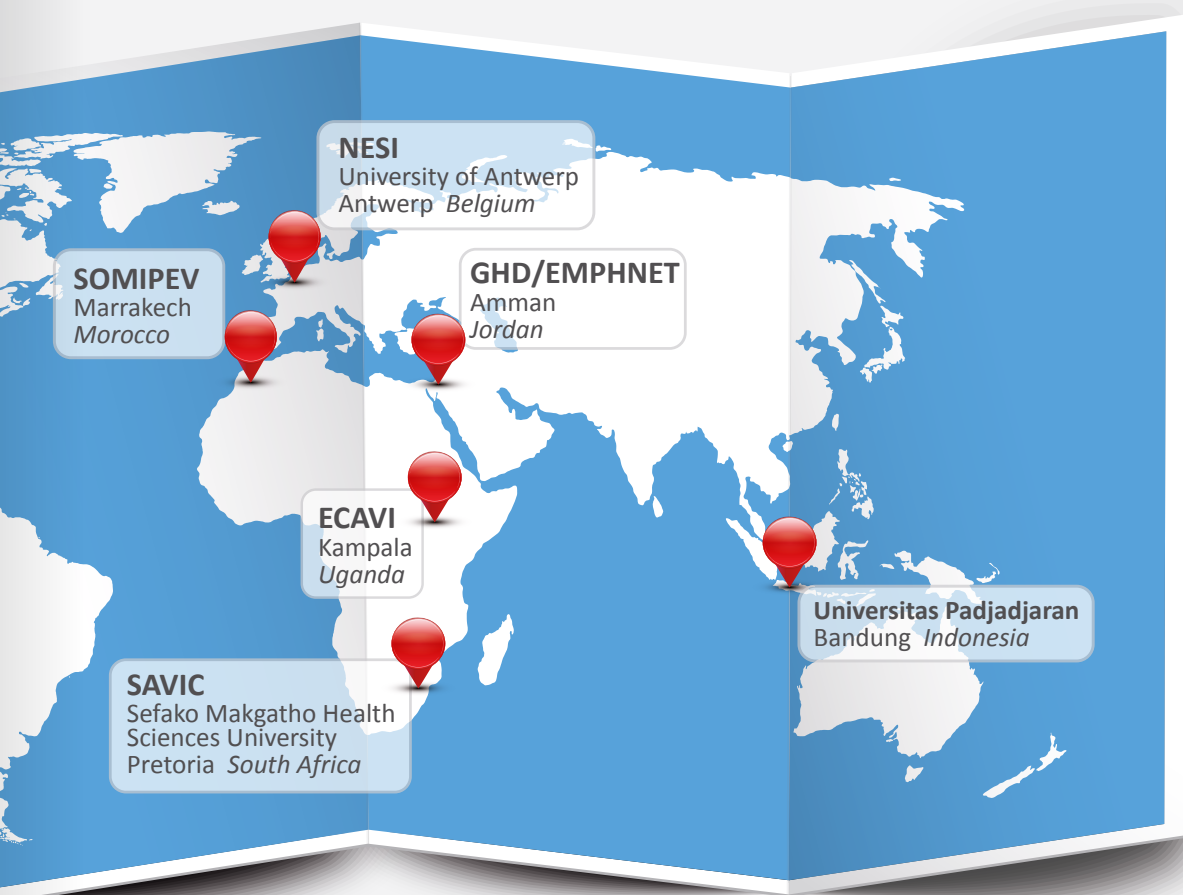 NESI
University of Antwerp
Antwerp Belgium
SOMIPEV
Marrakech
Morocco
GHD/EMPHNET
Amman
Jordan
ECAVI
Kampala
Uganda
Universitas Padjadjaran
Bandung Indonesia
SAVIC
Sefako Makgatho Health
Sciences University
Pretoria South Africa